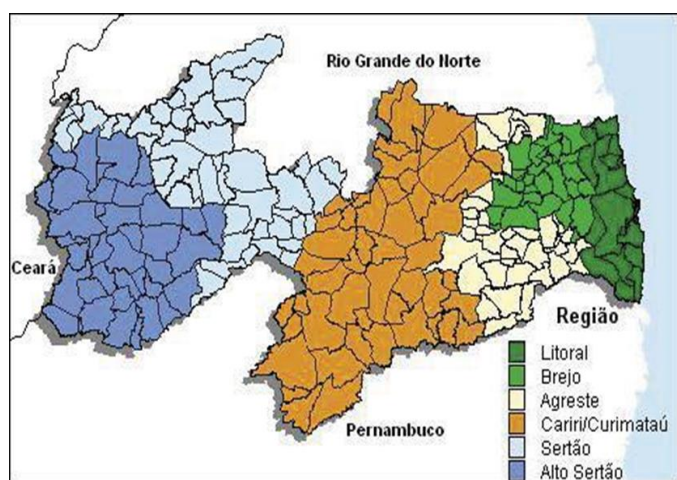 Rio Grande do Norte
Ceará
Pernambuco
Região
Litoral
Brejo
Agreste
Cariri/Curimataú
Sertão
Alto Sertão